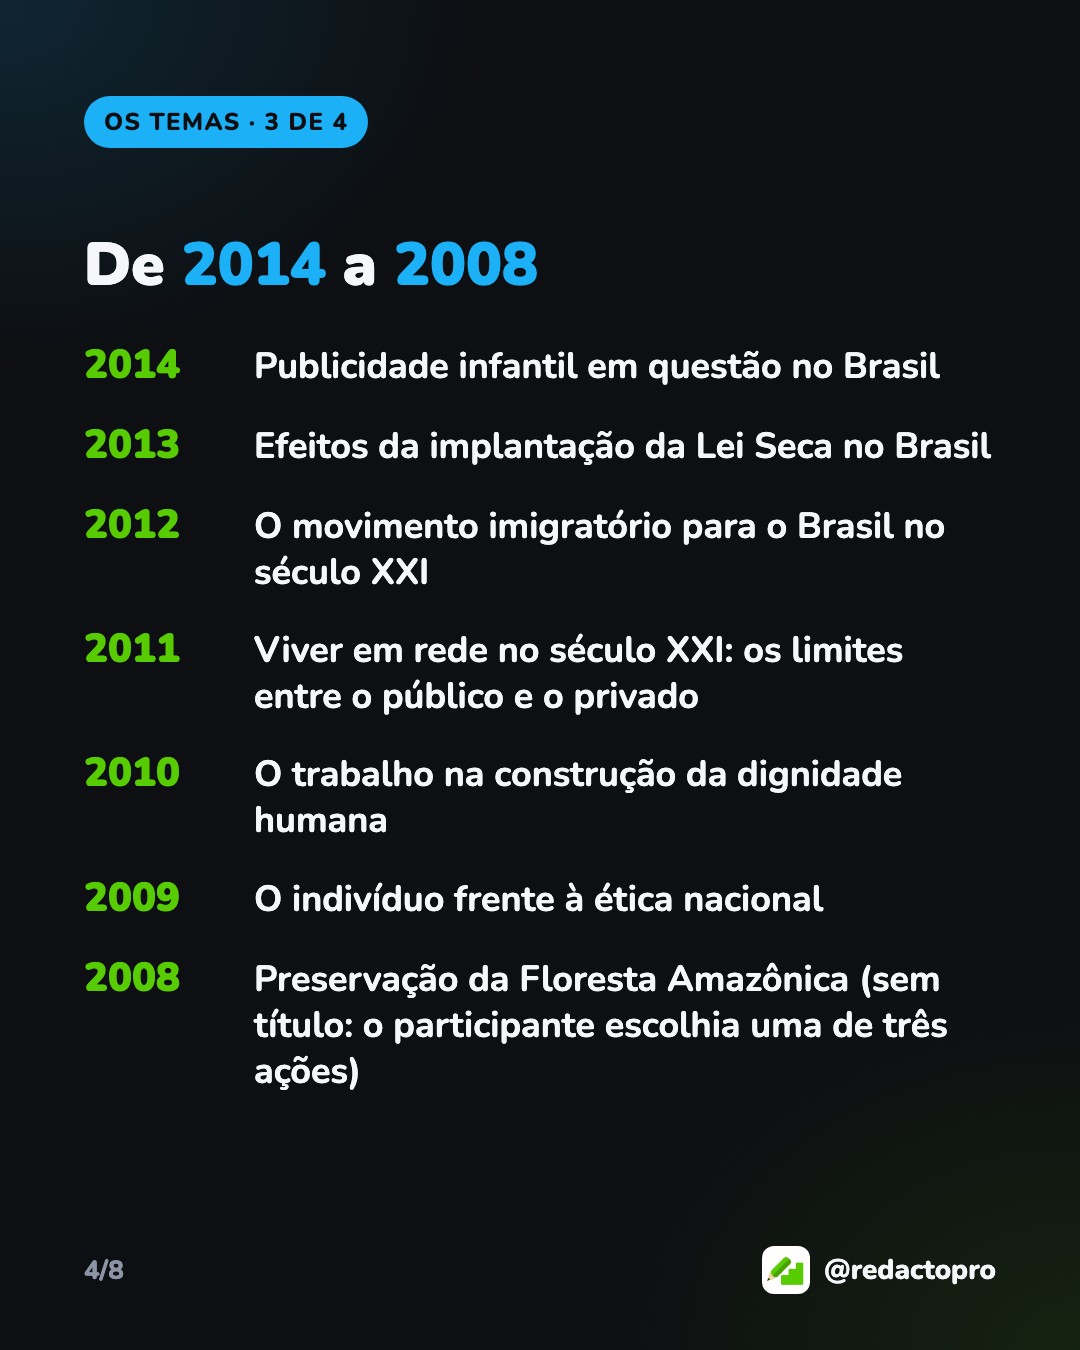 OS TEMAS · 3 DE 4
De 2014 a 2008
2014 Publicidade infantil em questão no Brasil
2013 Efeitos da implantação da Lei Seca no Brasil
2012 O movimento imigratório para o Brasil no
século XXI
2011 Viver em rede no século XXI: os limites
entre o público e o privado
2010 O trabalho na construção da dignidade
humana
2009 O indivíduo frente à ética nacional
2008 Preservação da Floresta Amazônica (sem
título: o participante escolhia uma de três
ações)
4/8 @redactopro